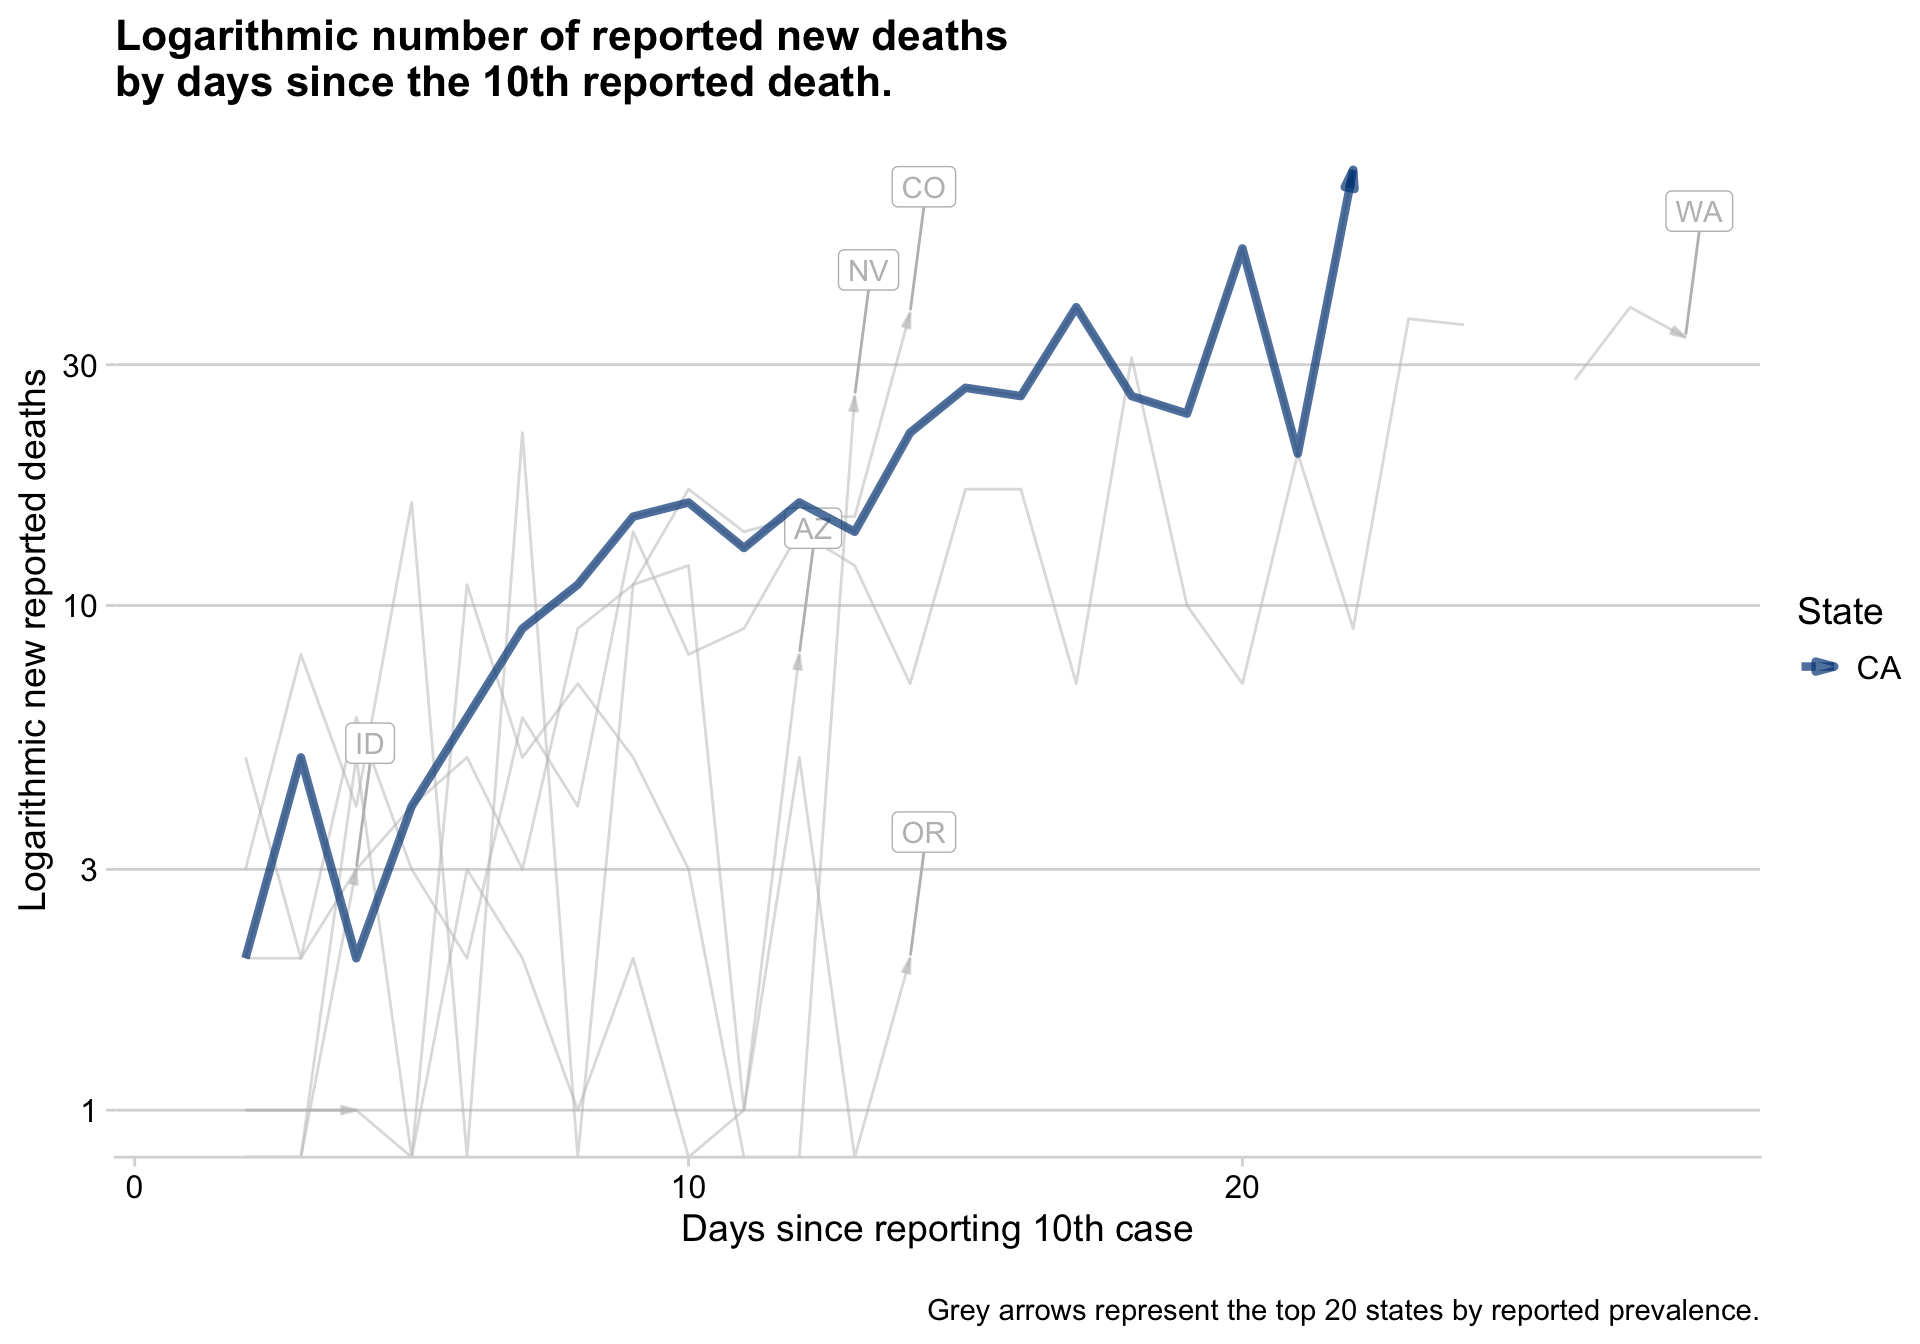 Logarithmic number of reported new deaths
by days since the 10th reported death.
CO
WA
NV
30
AZ
10
State
CA
ID
OR
3
1
0 10 20
Logarithmic new reported deaths
Days since reporting 10th case
Grey arrows represent the top 20 states by reported prevalence.